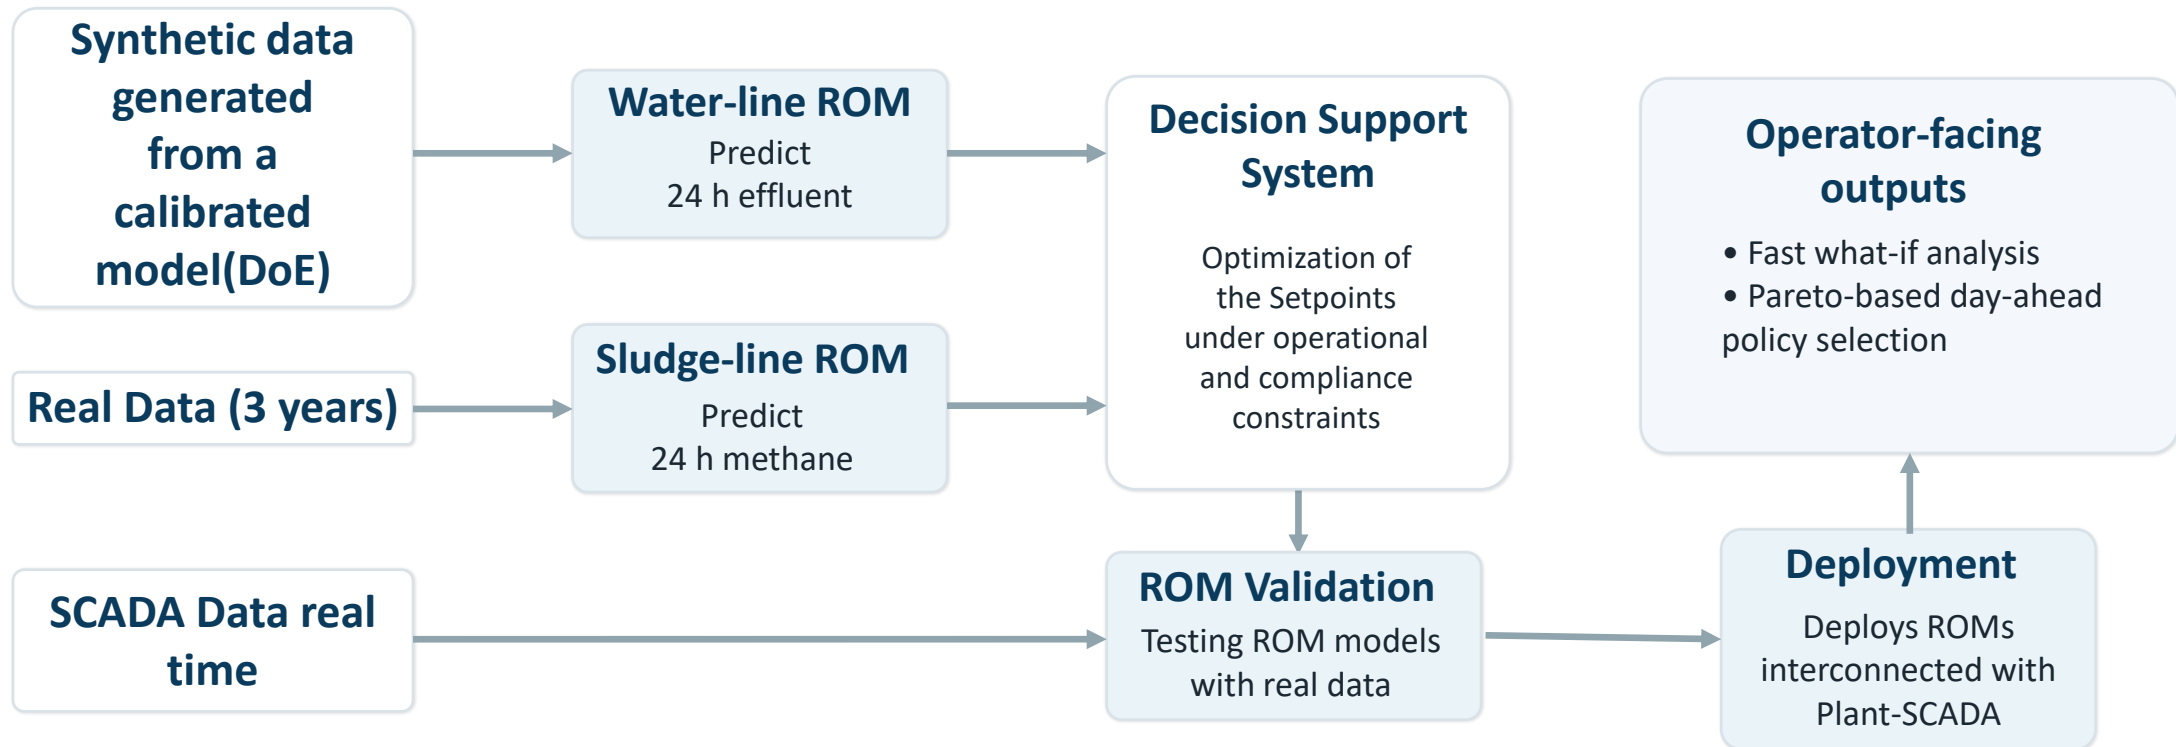 Synthetic data
generated
from a
calibrated
model(DoE)
Water-line ROM
Predict
24 h effluent
Real Data (3 years)
Sludge-line ROM
Predict
24 h methane
Decision Support
System
Optimization of
the Setpoints
under operational
and compliance
constraints
Operator-facing
outputs
• Fast what-if analysis
• Pareto-based day-ahead
policy selection
SCADA Data real
time
ROM Validation
Testing ROM models
with real data
Deployment
Deploys ROMs
interconnected with
Plant-SCADA